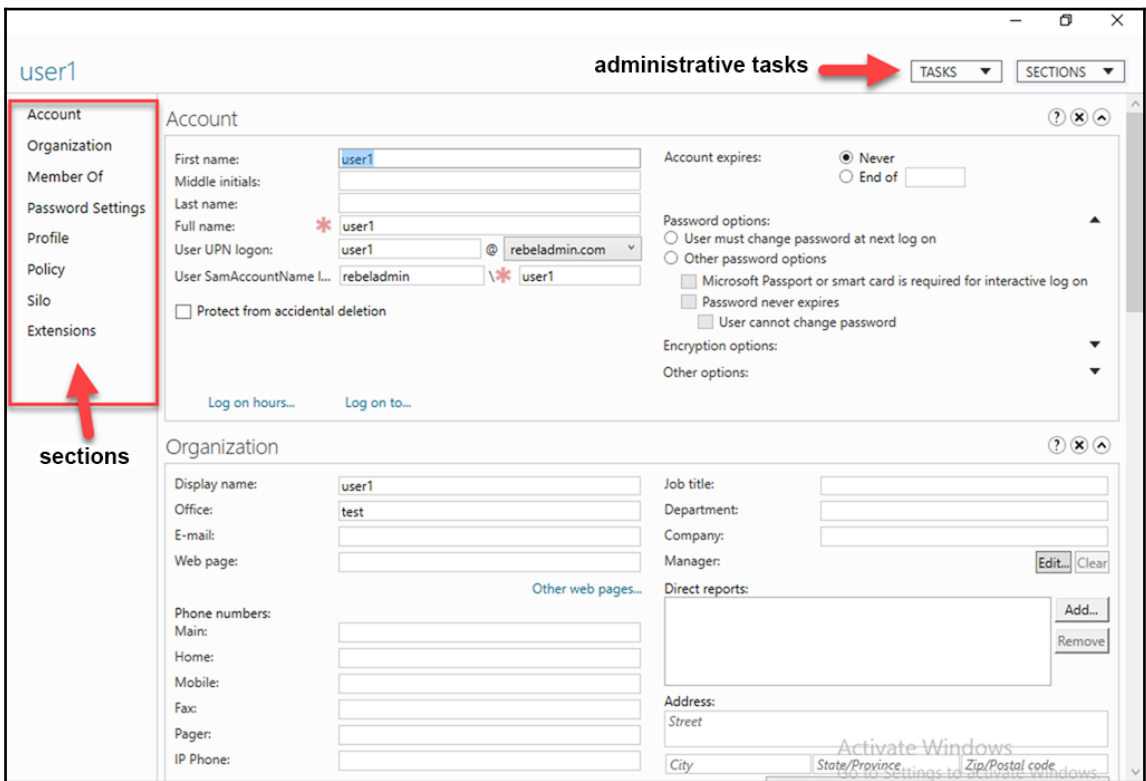 administrative tasks
user1
TASKS
SECTIONS
Account
Organization
Member Of
Password Settings
Profile
Policy
Silo
Extensions
sections
Account
First name: user1
Middle initials:
Last name:
Full name: * user1
User UPN logon: user1 @ rebeladmin.com
User SamAccountName l... rebeladmin \* user1
Protect from accidental deletion
Log on hours... Log on to...
Account expires: Never
End of
Password options:
User must change password at next log on
Other password options
Microsoft Passport or smart card is required for interactive log on
Password never expires
User cannot change password
Encryption options:
Other options:
Organization
Display name: user1
Office: test
E-mail:
Web page:
Other web pages...
Phone numbers:
Main:
Home:
Mobile:
Fax:
Pager:
IP Phone:
Job title:
Department:
Company:
Manager: Edit... Clear
Direct reports:
Add...
Remove
Address:
Street
City State/Province Zip/Postal code
Activate Windows
Go to Settings to activate Windows.